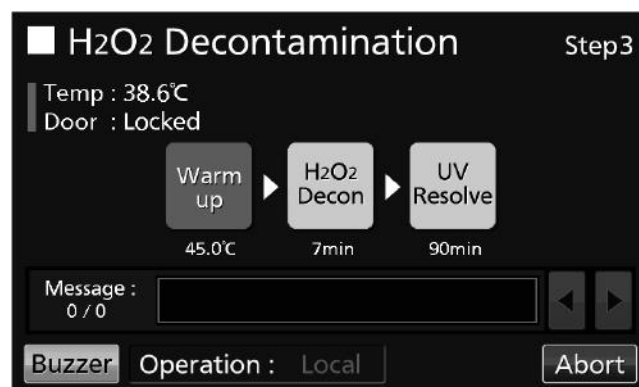 H2O2 Decontamination Step3
Temp : 38.6℃
Door : Locked
Warm up
H2O2 Decon
UV Resolve
45.0℃ 7min 90min
Message :
0 / 0
Buzzer Operation : Local Abort